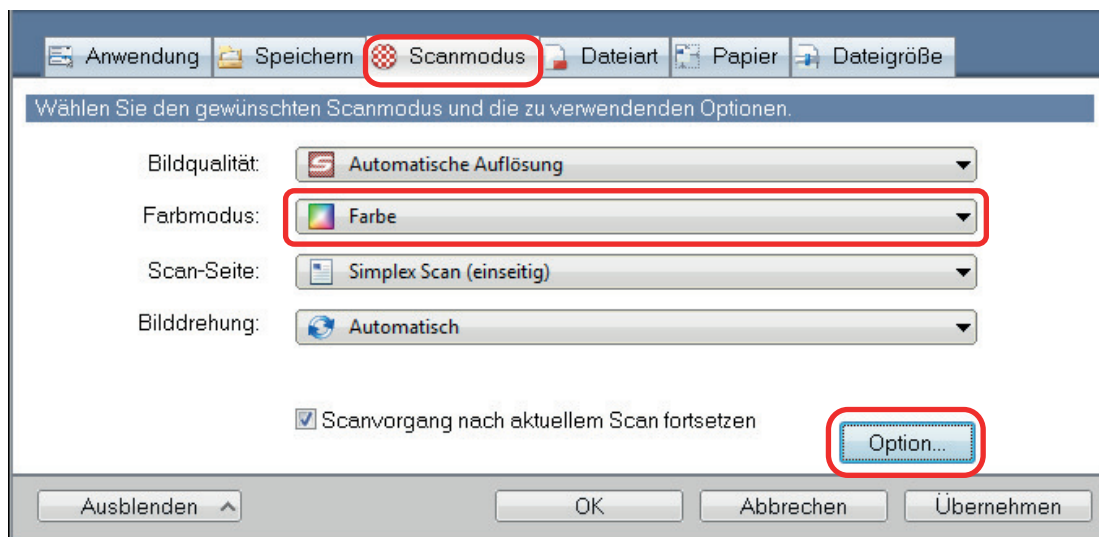 Anwendung Speichern Scanmodus Dateiart Papier Dateigröße
Wählen Sie den gewünschten Scanmodus und die zu verwendenden Optionen.
Bildqualität: Automatische Auflösung
Farbmodus: Farbe
Scan-Seite: Simplex Scan (einseitig)
Bilddrehung: Automatisch
Scanvorgang nach aktuellem Scan fortsetzen
Option...
Ausblenden OK Abbrechen Übernehmen